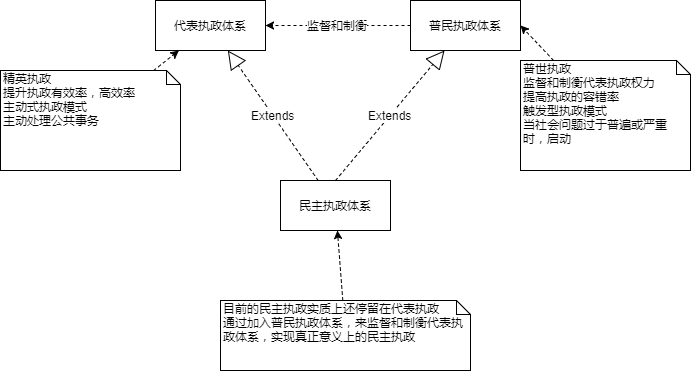 代表执政体系
监督和制衡
普民执政体系
精英执政
提升执政有效率，高效率
主动式执政模式
主动处理公共事务
普世执政
监督和制衡代表执政权力
提高执政的容错率
触发型执政模式
当社会问题过于普遍或严重
时，启动
Extends
Extends
民主执政体系
目前的民主执政实质上还停留在代表执政
通过加入普民执政体系，来监督和制衡代表执
政体系，实现真正意义上的民主执政